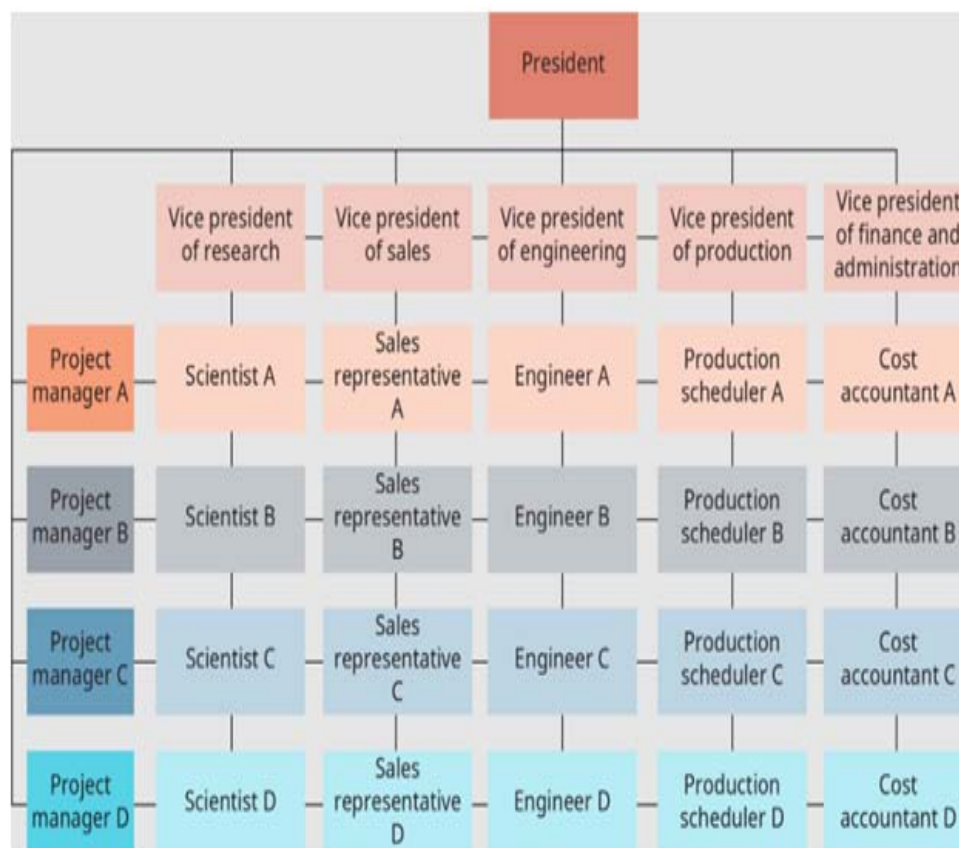 President
Vice president
of research
Vice president
of sales
Vice president
of engineering
Vice president
of production
Vice president
of finance and
administration
Project
manager A
Scientist A
Sales
representative
A
Engineer A
Production
scheduler A
Cost
accountant A
Project
manager B
Scientist B
Sales
representative
B
Engineer B
Production
scheduler B
Cost
accountant B
Project
manager C
Scientist C
Sales
representative
C
Engineer C
Production
scheduler C
Cost
accountant C
Project
manager D
Scientist D
Sales
representative
D
Engineer D
Production
scheduler D
Cost
accountant D